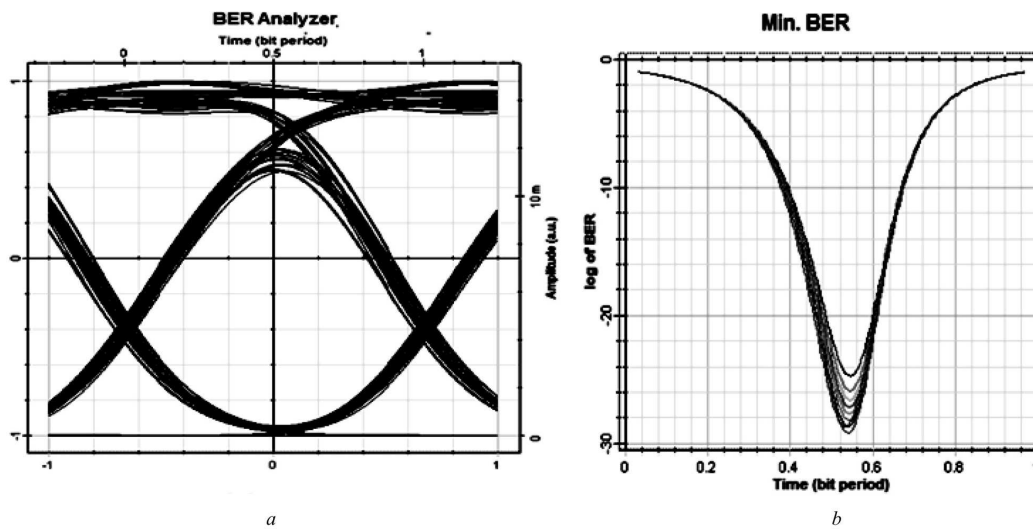 BER Analyzer
Time (bit period)
0 0.5 1
1
0
-1
-1 0 1
Amplitude (a.u.)
10 m
0
a
Min. BER
0
-10
-20
-30
log of BER
0 0.2 0.4 0.6 0.8 1
Time (bit period)
b